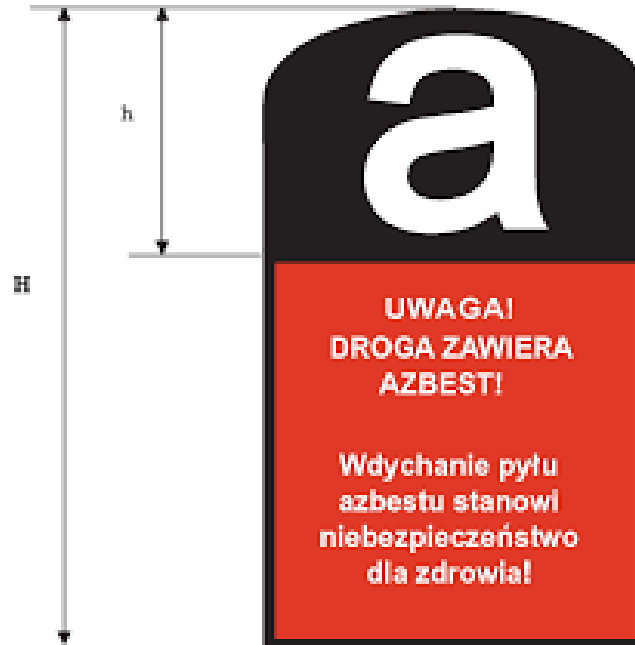 h
H
a
UWAGA!
DROGA ZAWIERA
AZBEST!
Wdychanie pyłu
azbestu stanowi
niebezpieczeństwo
dla zdrowia!